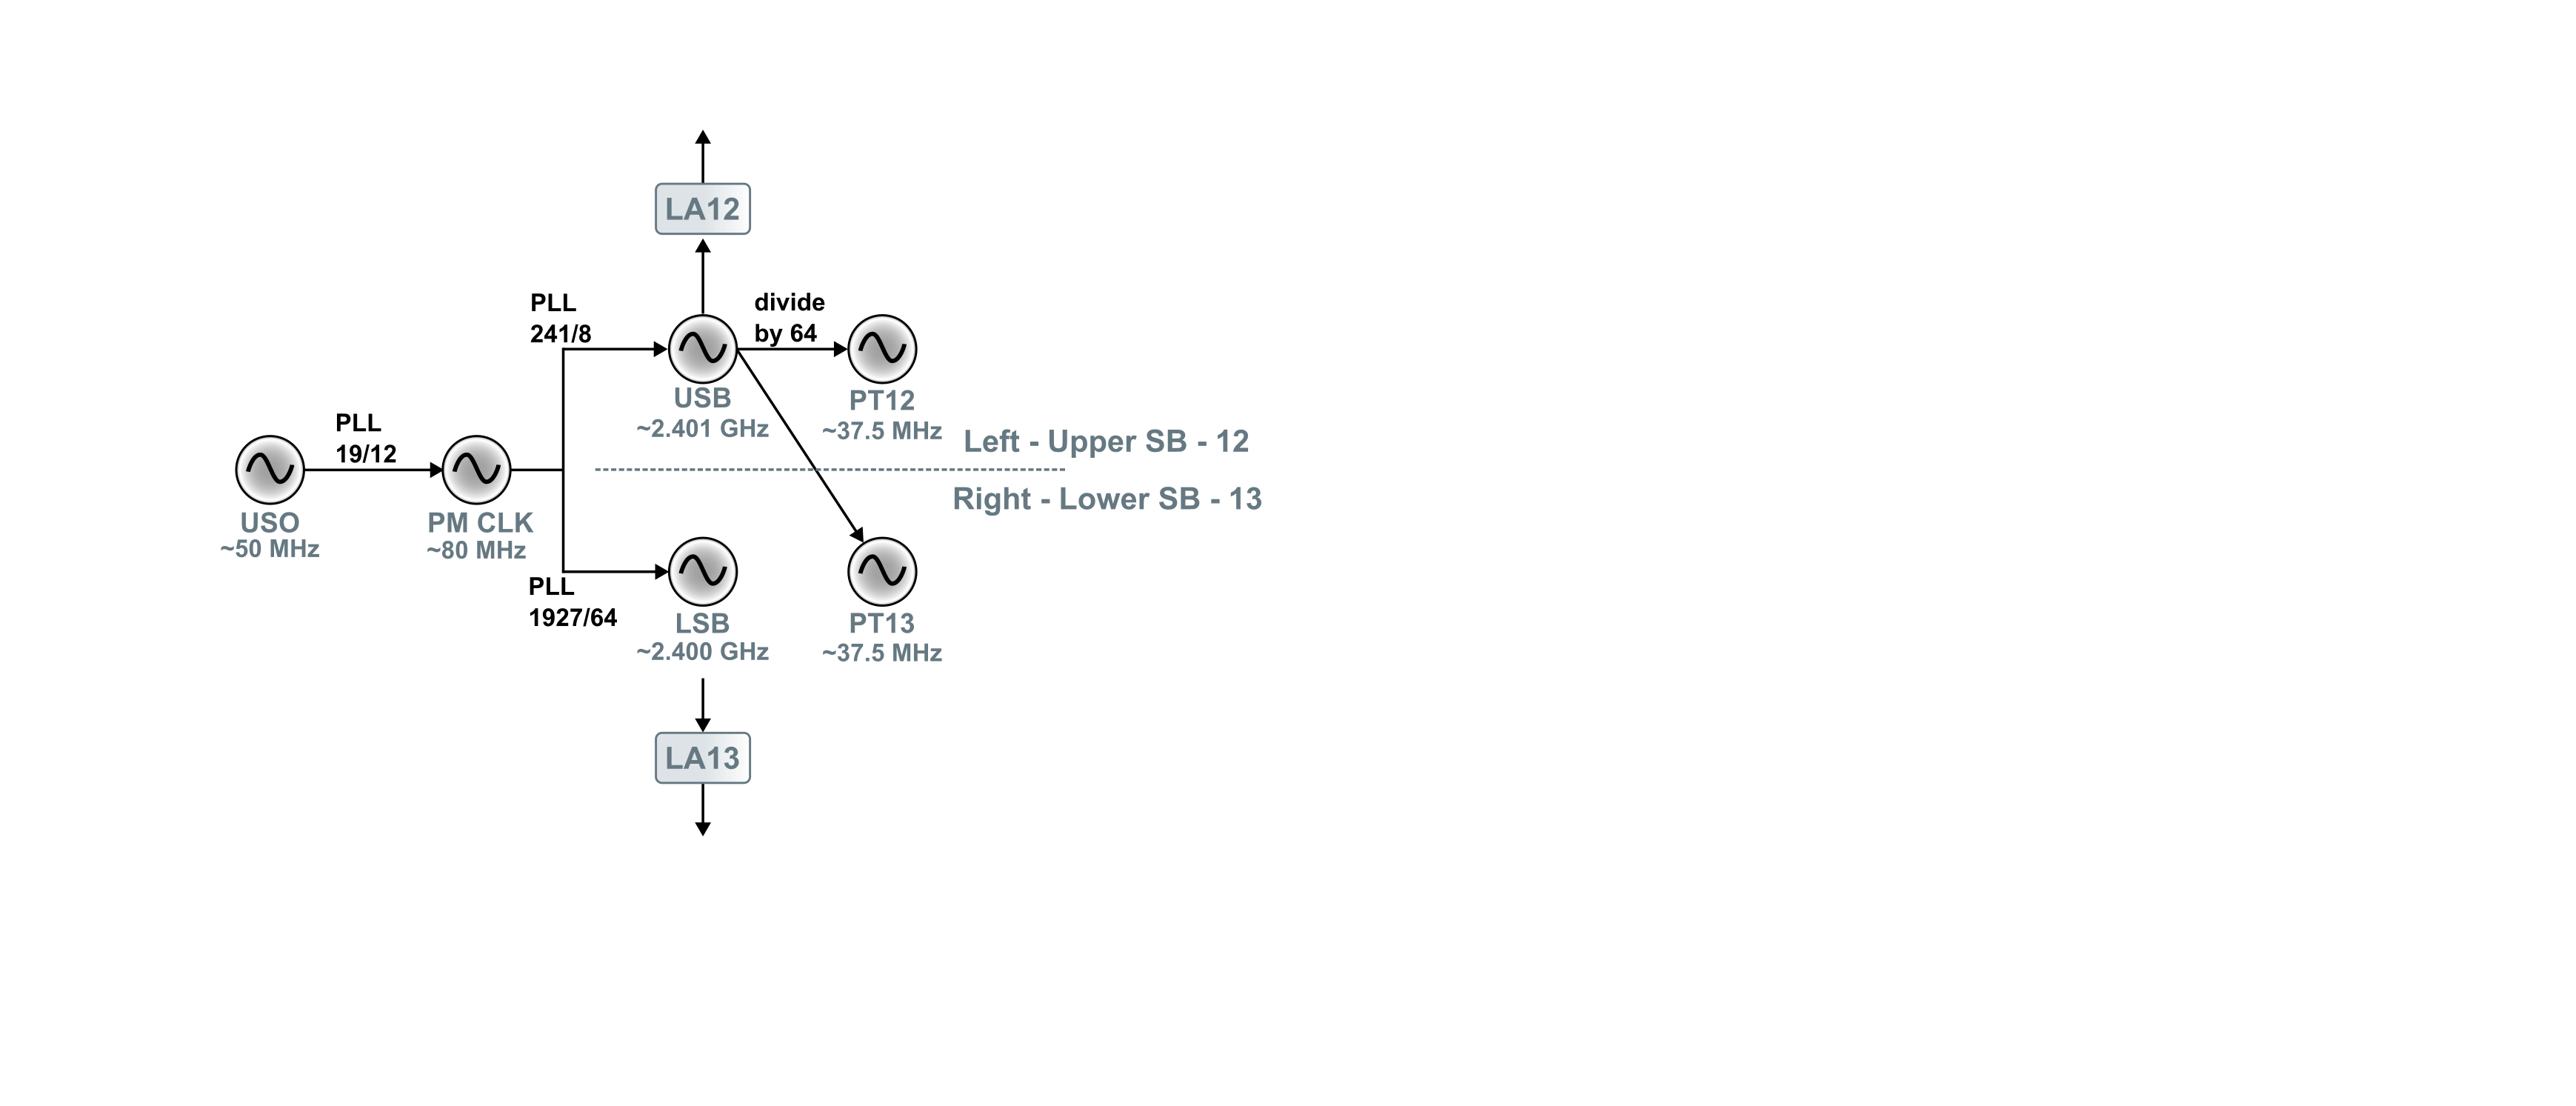 LA12
PLL
241/8
divide
by 64
USB
~2.401 GHz
PT12
~37.5 MHz
Left - Upper SB - 12
PLL
19/12
USO
~50 MHz
PM CLK
~80 MHz
Right - Lower SB - 13
PLL
1927/64
LSB
~2.400 GHz
PT13
~37.5 MHz
LA13